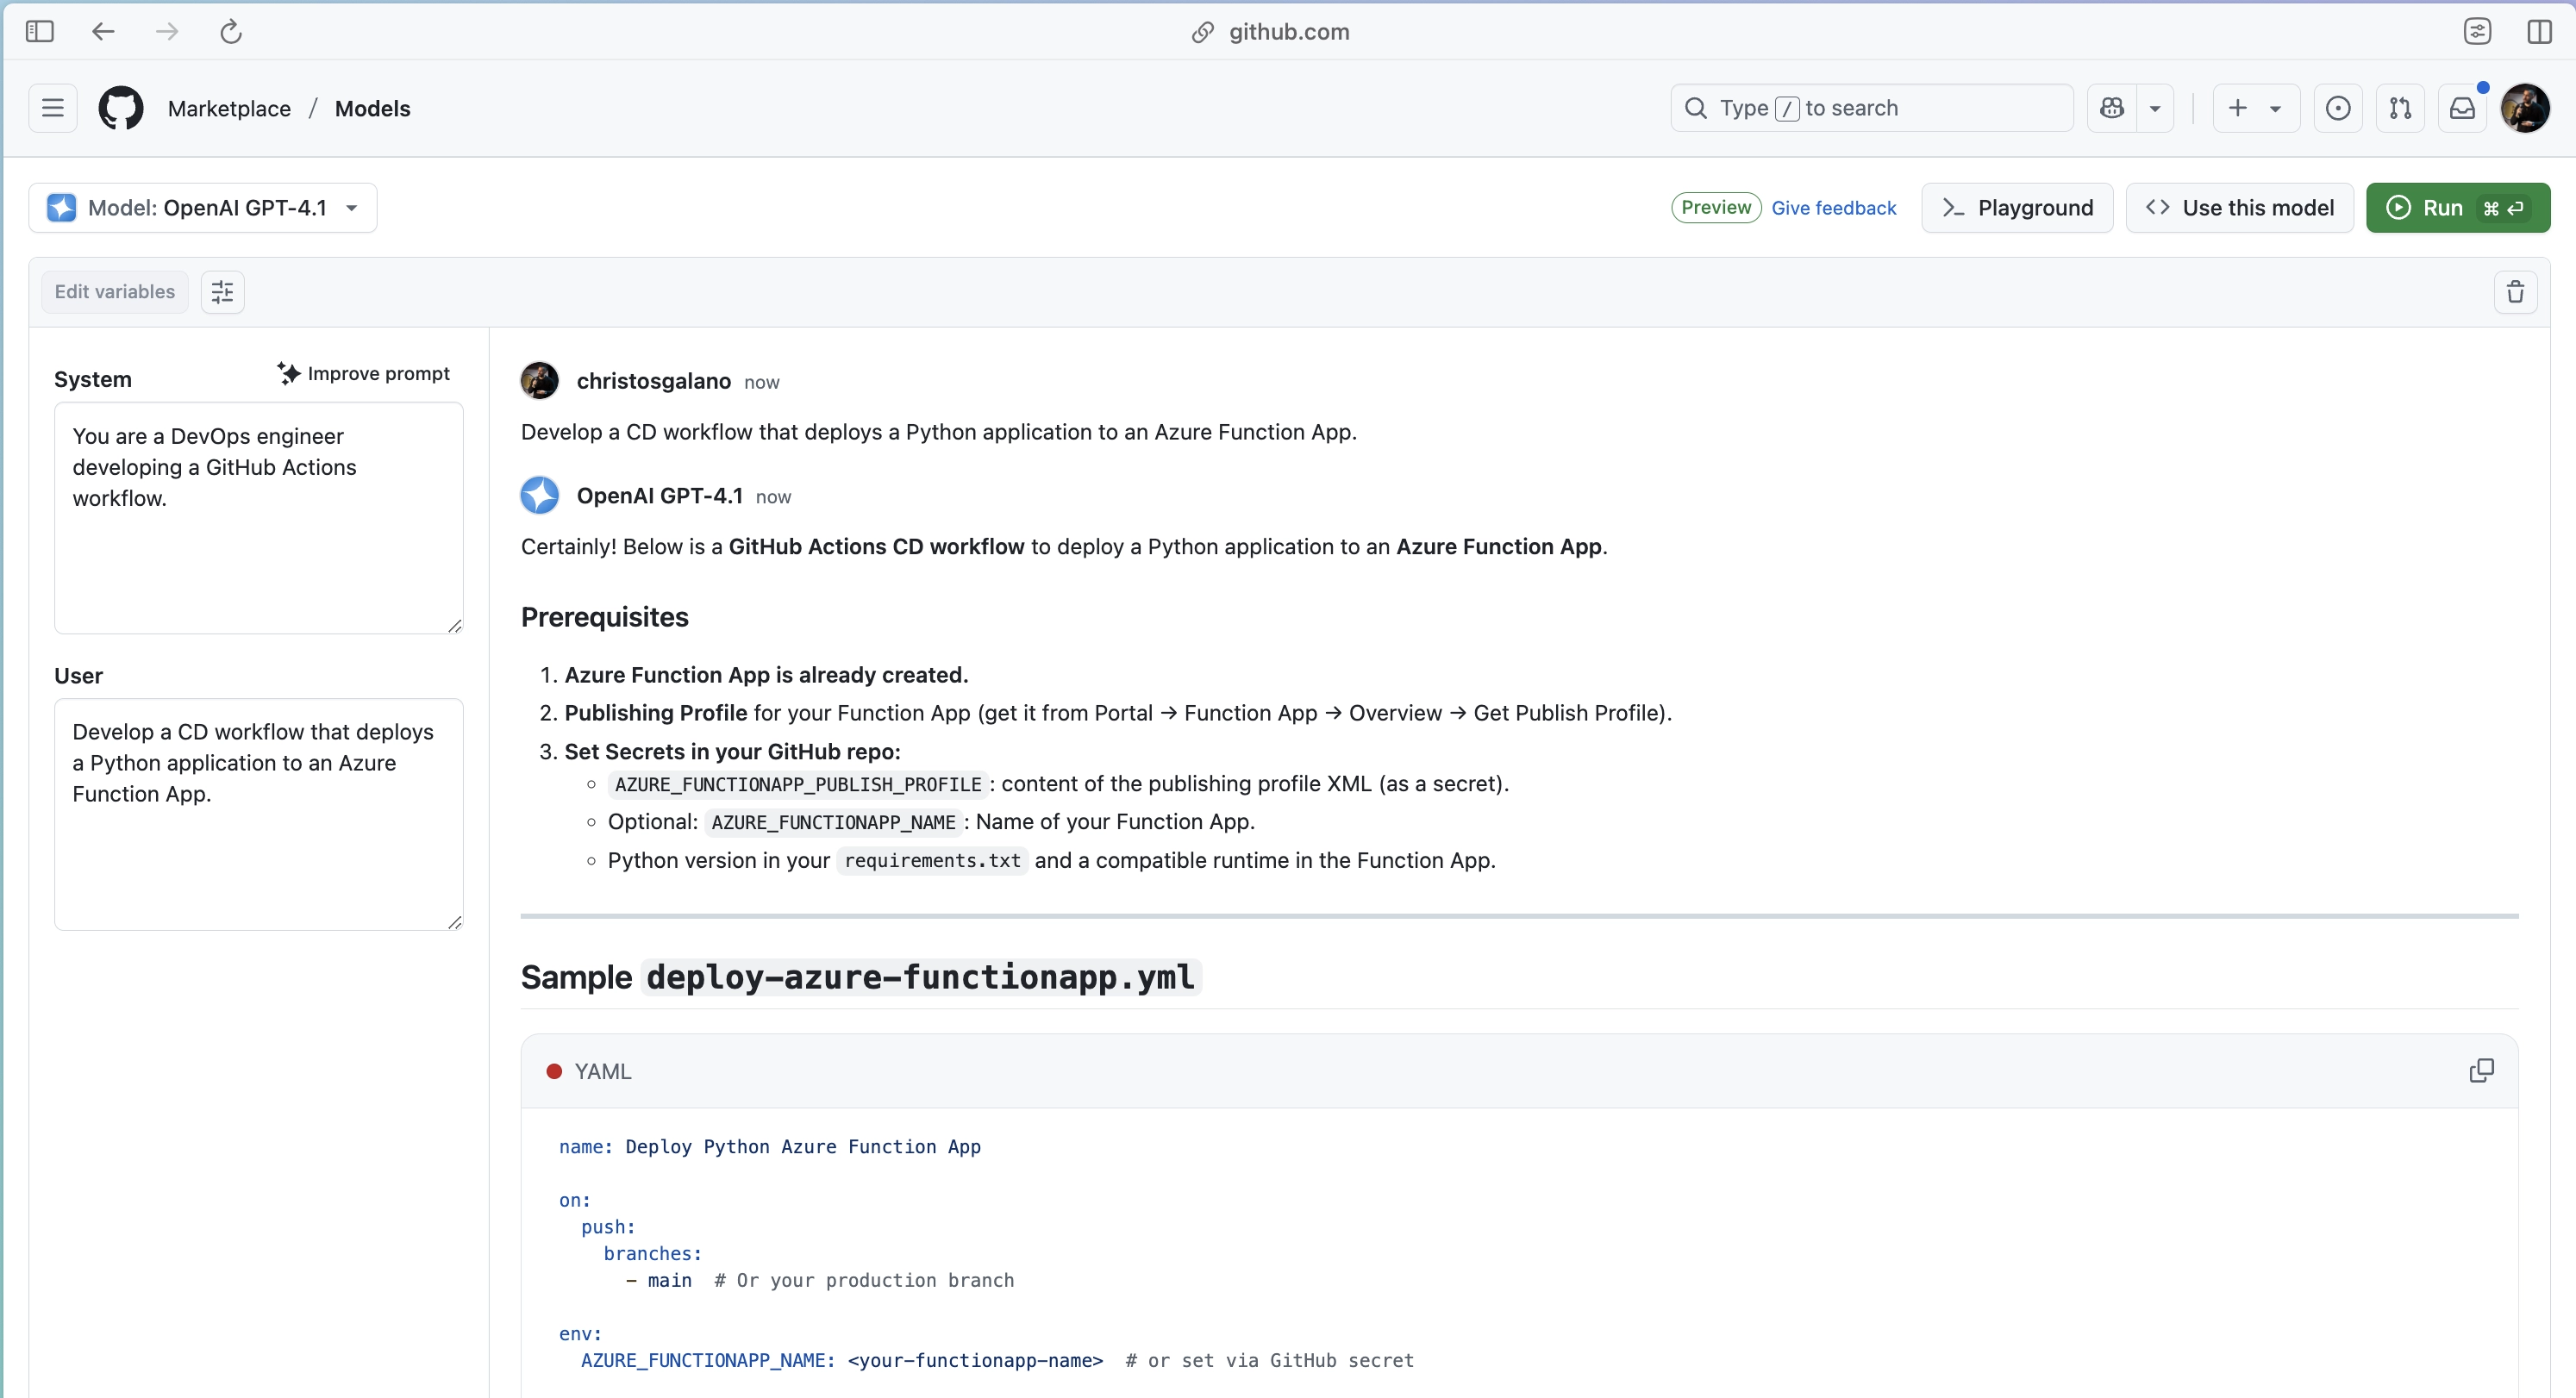 github.com
Marketplace / Models
Type / to search
Model: OpenAI GPT-4.1
Preview Give feedback Playground Use this model Run ⌘ ⏎
Edit variables
System
Improve prompt
You are a DevOps engineer
developing a GitHub Actions
workflow.
User
Develop a CD workflow that deploys
a Python application to an Azure
Function App.
christosgalano now
Develop a CD workflow that deploys a Python application to an Azure Function App.
OpenAI GPT-4.1 now
Certainly! Below is a GitHub Actions CD workflow to deploy a Python application to an Azure Function App.
Prerequisites
1. Azure Function App is already created.
2. Publishing Profile for your Function App (get it from Portal → Function App → Overview → Get Publish Profile).
3. Set Secrets in your GitHub repo:
◦ AZURE_FUNCTIONAPP_PUBLISH_PROFILE : content of the publishing profile XML (as a secret).
◦ Optional: AZURE_FUNCTIONAPP_NAME : Name of your Function App.
◦ Python version in your requirements.txt and a compatible runtime in the Function App.
Sample deploy-azure-functionapp.yml
YAML
name: Deploy Python Azure Function App
on:
  push:
    branches:
      - main  # Or your production branch
env:
  AZURE_FUNCTIONAPP_NAME: <your-functionapp-name>  # or set via GitHub secret